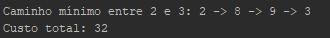 Caminho mínimo entre 2 e 3: 2 -> 8 -> 9 -> 3
Custo total: 32